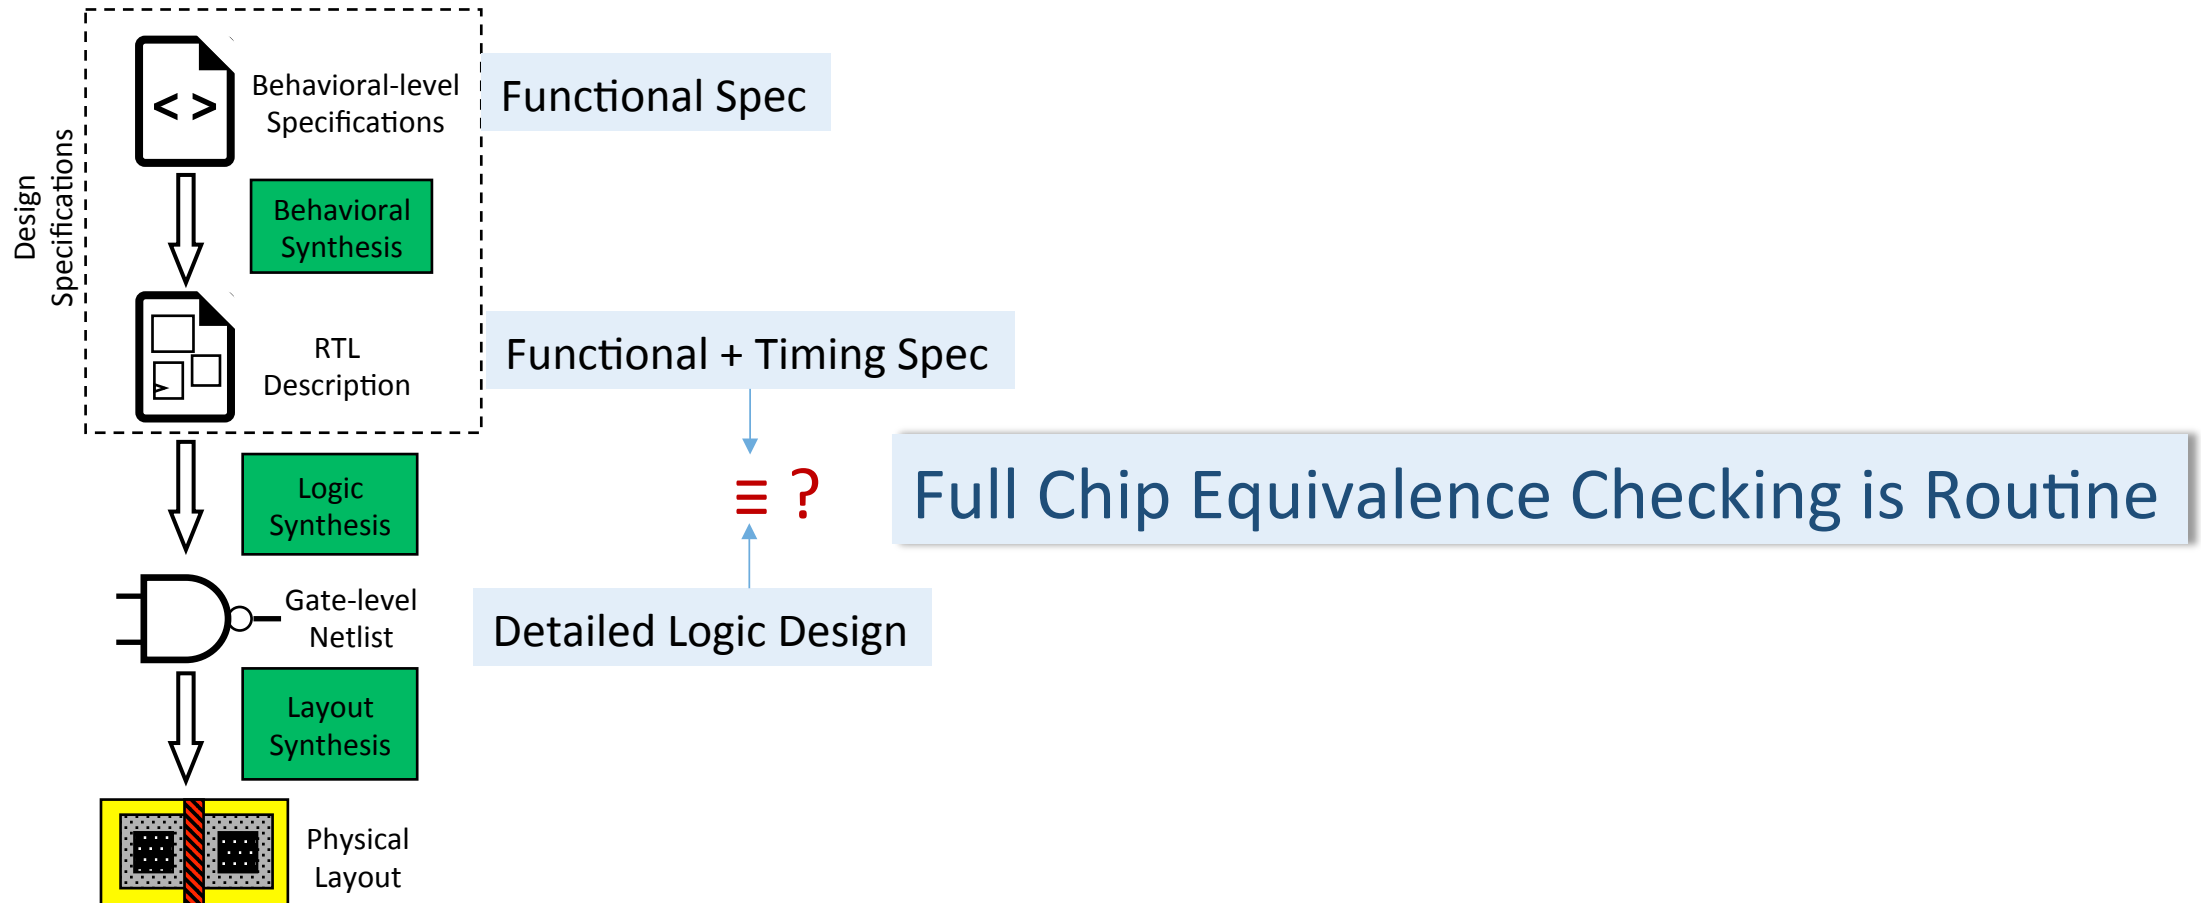 Design
Specifications
< >
Behavioral-level
Specifications
Functional Spec
Behavioral
Synthesis
RTL
Description
Functional + Timing Spec
Logic
Synthesis
≡ ?
Full Chip Equivalence Checking is Routine
Gate-level
Netlist
Detailed Logic Design
Layout
Synthesis
Physical
Layout